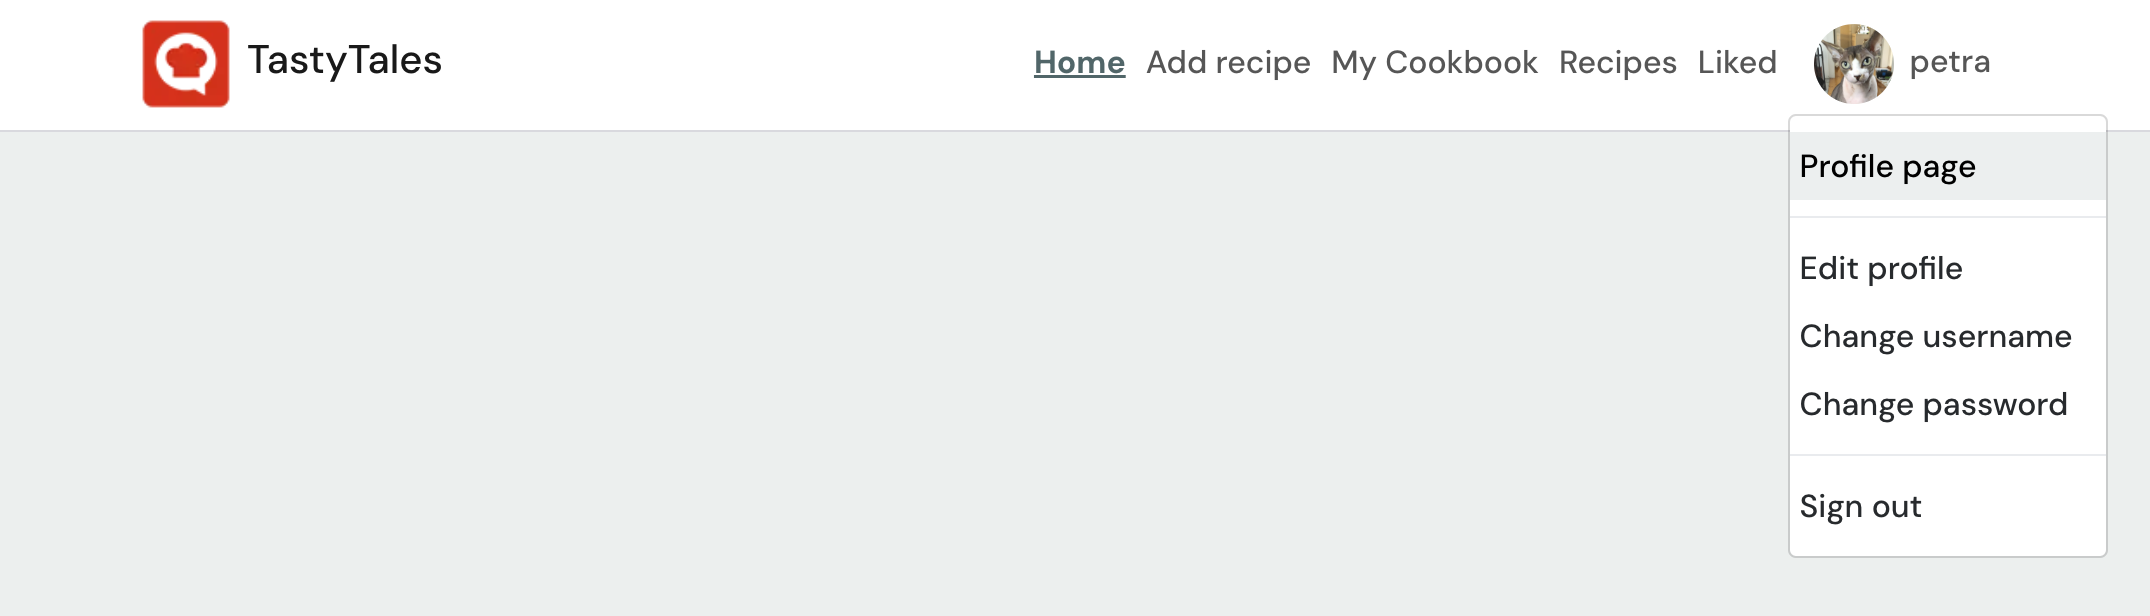 TastyTales
Home Add recipe My Cookbook Recipes Liked petra
Profile page
Edit profile
Change username
Change password
Sign out